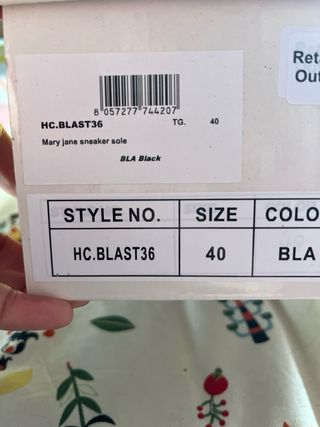 Reta
Out
8 057277 744207
HC.BLAST36 TG. 40
Mary jane sneaker sole
BLA Black
STYLE NO. SIZE COLO
HC.BLAST36 40 BLA